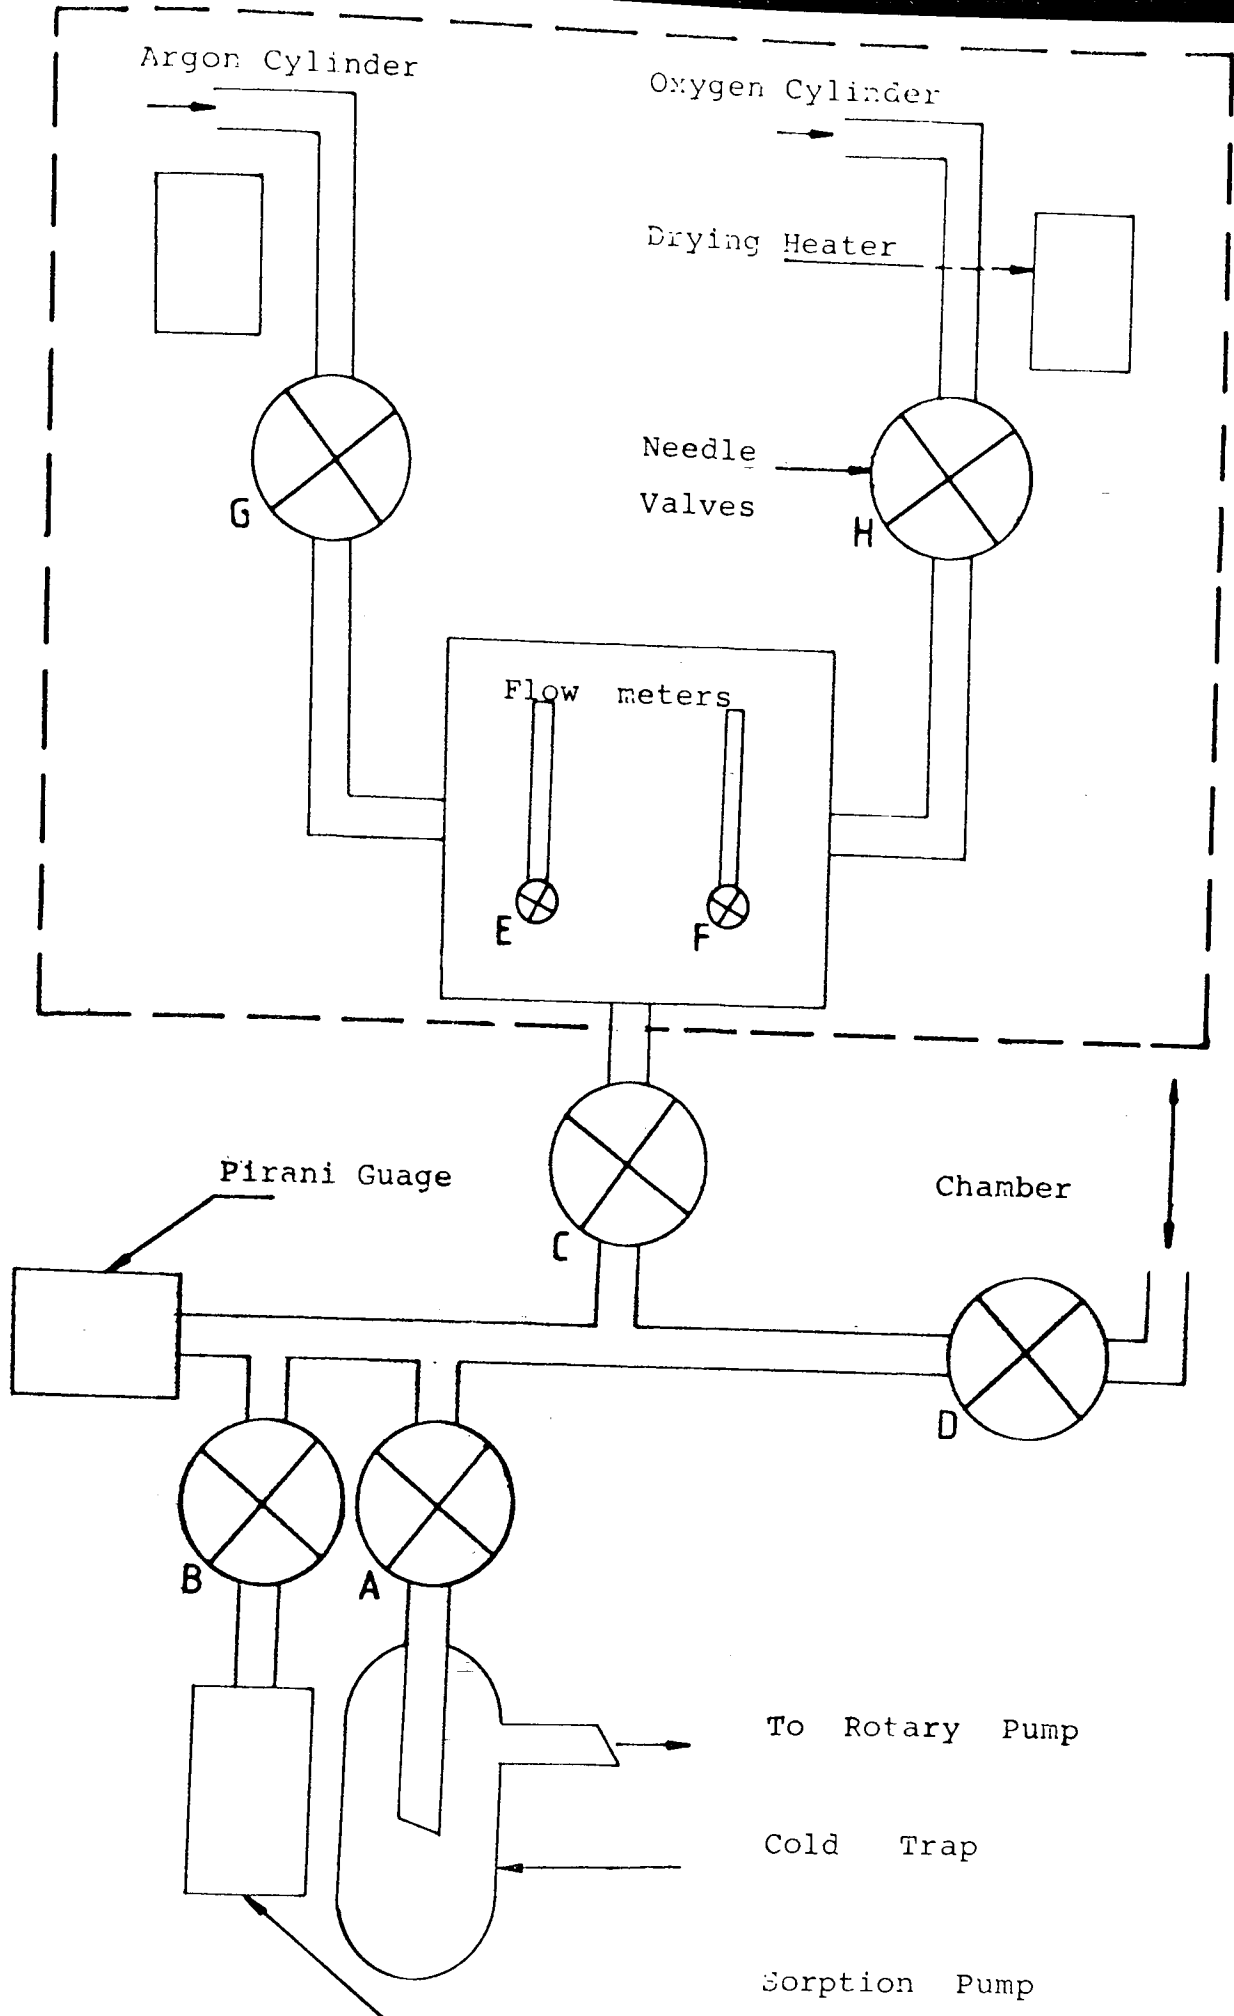 Argon Cylinder
Oxygen Cylinder
Drying Heater
Needle
Valves
G
H
Flow meters
E
F
Pirani Guage
Chamber
C
D
B
A
To Rotary Pump
Cold Trap
Sorption Pump